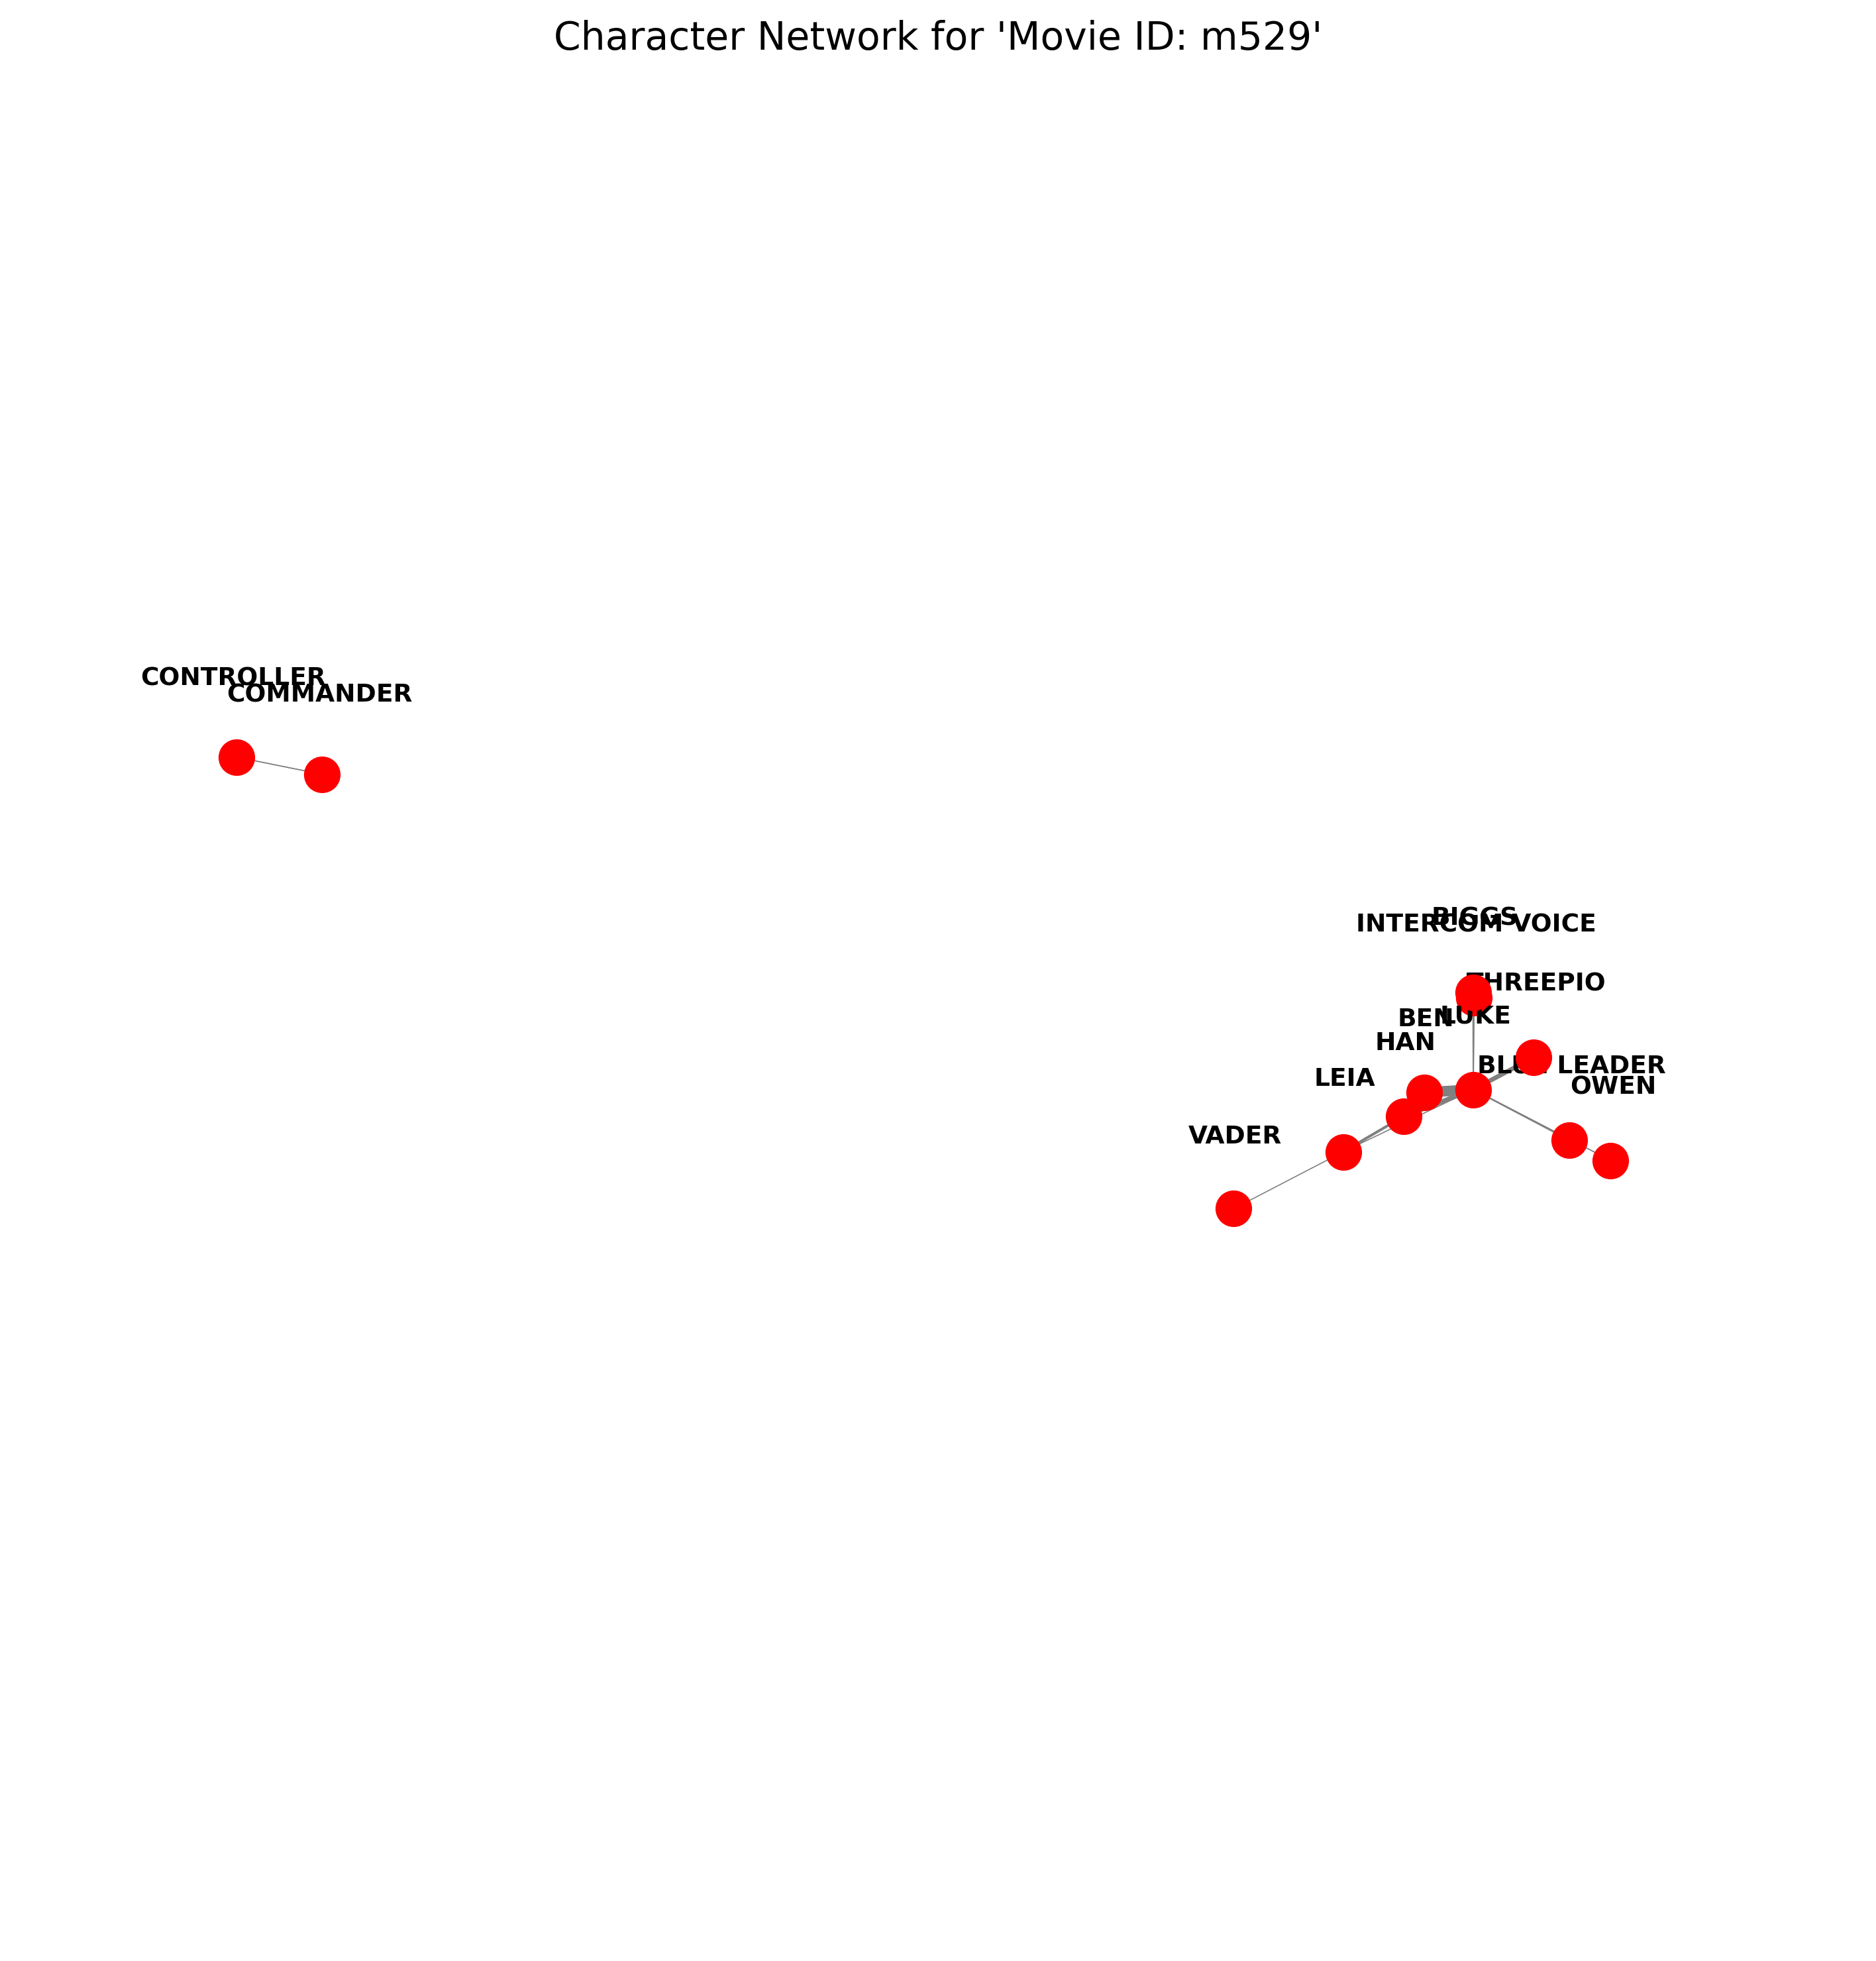 Character Network for 'Movie ID: m529'
CONTROLLER
COMMANDER
BIGGS
INTERCOM VOICE
THREEPIO
LUKE
BEN
HAN
BLUE LEADER
LEIA
OWEN
VADER